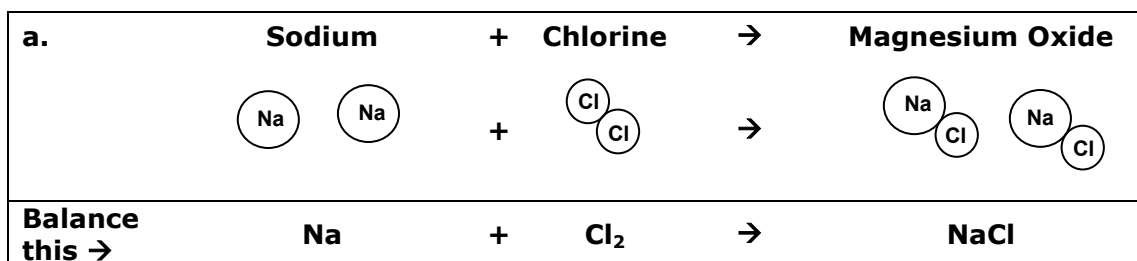 a. Sodium + Chlorine → Magnesium Oxide
Na Na + Cl Cl → Na Cl Na Cl
Balance this → Na + Cl₂ → NaCl